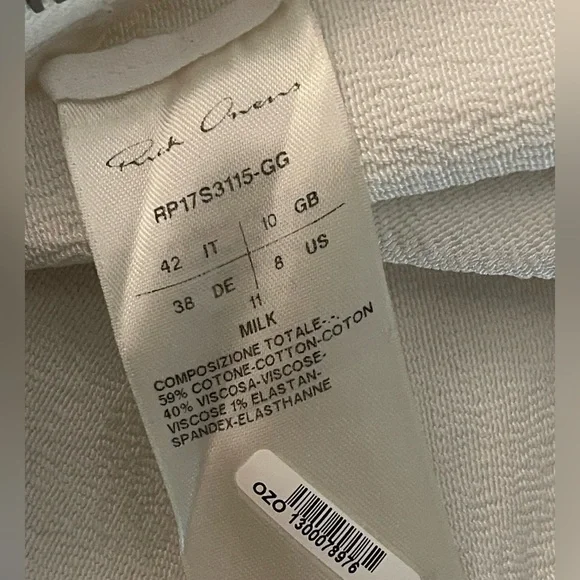 Rick Owens
RP17S3115-GG
42 IT 10 GB
38 DE 8 US
11
MILK
COMPOSIZIONE TOTALE-.-
59% COTONE-COTTON-COTON
40% VISCOSA-VISCOSE-
VISCOSE 1% ELASTAN-
SPANDEX-ELASTHANNE
OZO 1300078976